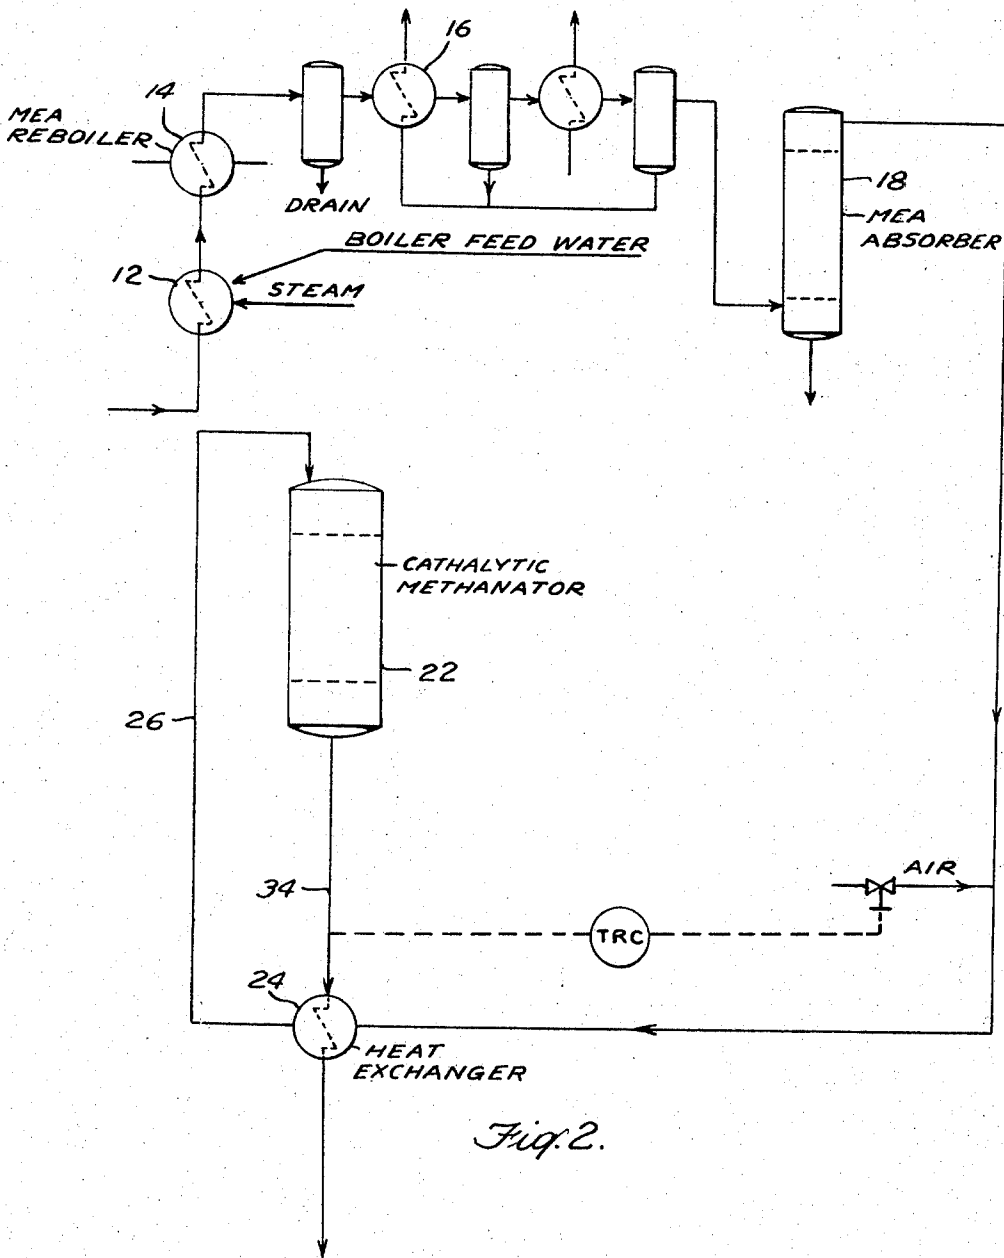 16
14
MEA
REBOILER
DRAIN
18
MEA
ABSORBER
BOILER FEED WATER
12
STEAM
CATHALYTIC
METHANATOR
22
26
34
AIR
TRC
24
HEAT
EXCHANGER
Fig. 2.